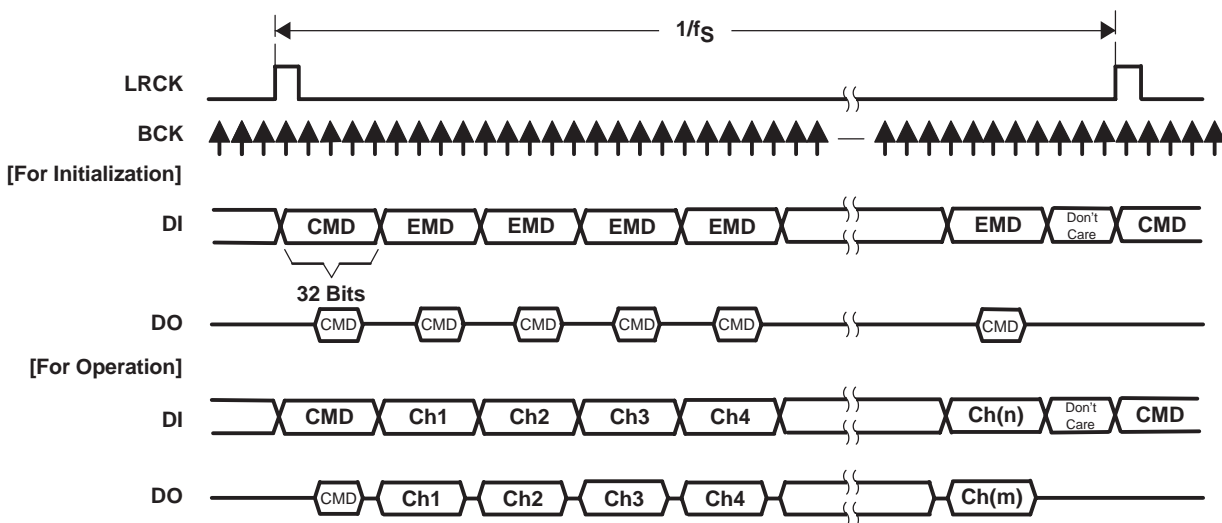 1/fS
LRCK
BCK
[For Initialization]
DI CMD EMD EMD EMD EMD EMD Don't Care CMD
32 Bits
DO CMD CMD CMD CMD CMD CMD
[For Operation]
DI CMD Ch1 Ch2 Ch3 Ch4 Ch(n) Don't Care CMD
DO CMD Ch1 Ch2 Ch3 Ch4 Ch(m)